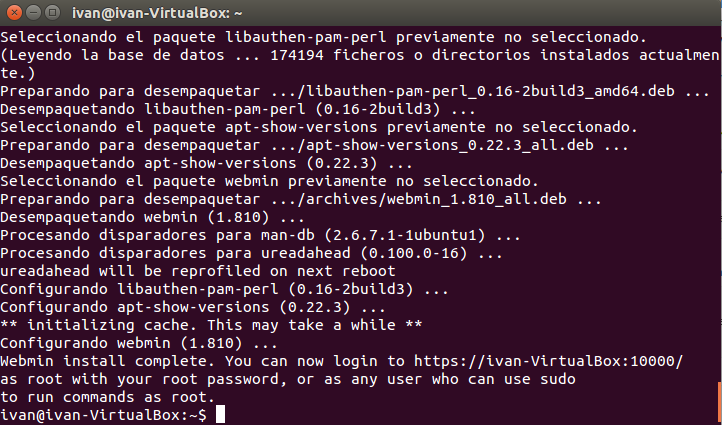 ivan@ivan-VirtualBox: ~
Seleccionando el paquete libauthen-pam-perl previamente no seleccionado.
(Leyendo la base de datos ... 174194 ficheros o directorios instalados actualmen
te.)
Preparando para desempaquetar .../libauthen-pam-perl_0.16-2build3_amd64.deb ...
Desempaquetando libauthen-pam-perl (0.16-2build3) ...
Seleccionando el paquete apt-show-versions previamente no seleccionado.
Preparando para desempaquetar .../apt-show-versions_0.22.3_all.deb ...
Desempaquetando apt-show-versions (0.22.3) ...
Seleccionando el paquete webmin previamente no seleccionado.
Preparando para desempaquetar .../archives/webmin_1.810_all.deb ...
Desempaquetando webmin (1.810) ...
Procesando disparadores para man-db (2.6.7.1-1ubuntu1) ...
Procesando disparadores para ureadahead (0.100.0-16) ...
ureadahead will be reprofiled on next reboot
Configurando libauthen-pam-perl (0.16-2build3) ...
Configurando apt-show-versions (0.22.3) ...
** initializing cache. This may take a while **
Configurando webmin (1.810) ...
Webmin install complete. You can now login to https://ivan-VirtualBox:10000/
as root with your root password, or as any user who can use sudo
to run commands as root.
ivan@ivan-VirtualBox:~$